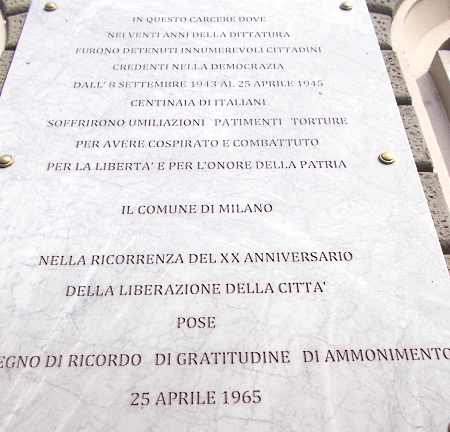 IN QUESTO CARCERE DOVE
NEI VENTI ANNI DELLA DITTATURA
FURONO DETENUTI INNUMEREVOLI CITTADINI
CREDENTI NELLA DEMOCRAZIA
DALL' 8 SETTEMBRE 1943 AL 25 APRILE 1945
CENTINAIA DI ITALIANI
SOFFRIRONO UMILIAZIONI PATIMENTI TORTURE
PER AVERE COSPIRATO E COMBATTUTO
PER LA LIBERTA' E PER L'ONORE DELLA PATRIA
IL COMUNE DI MILANO
NELLA RICORRENZA DEL XX ANNIVERSARIO
DELLA LIBERAZIONE DELLA CITTA'
POSE
EGNO DI RICORDO DI GRATITUDINE DI AMMONIMENTO
25 APRILE 1965